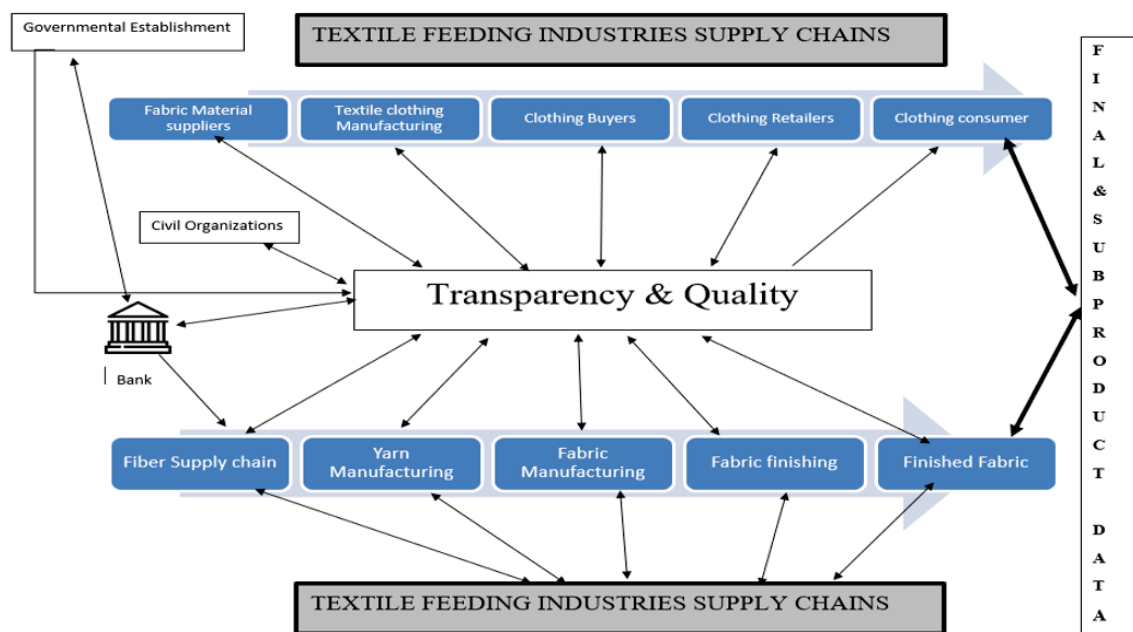 Governmental Establishment
TEXTILE FEEDING INDUSTRIES SUPPLY CHAINS
Fabric Material
suppliers
Textile clothing
Manufacturing
Clothing Buyers
Clothing Retailers
Clothing consumer
Civil Organizations
Transparency & Quality
Bank
Fiber Supply chain
Yarn
Manufacturing
Fabric
Manufacturing
Fabric finishing
Finished Fabric
TEXTILE FEEDING INDUSTRIES SUPPLY CHAINS
F
I
N
A
L
&
S
U
B
P
R
O
D
U
C
T
D
A
T
A